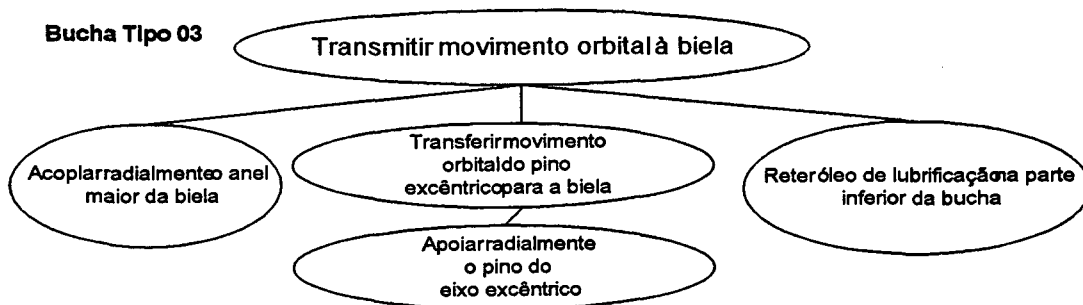 Bucha Tipo 03
Transmitir movimento orbital à biela
Acoplarradialmenteo anel
maior da biela
Transferirmovimento
orbitaldo pino
excêntricopara a biela
Reteróleo de lubrificaçãona parte
inferior da bucha
Apoiarradialmente
o pino do
eixo excêntrico